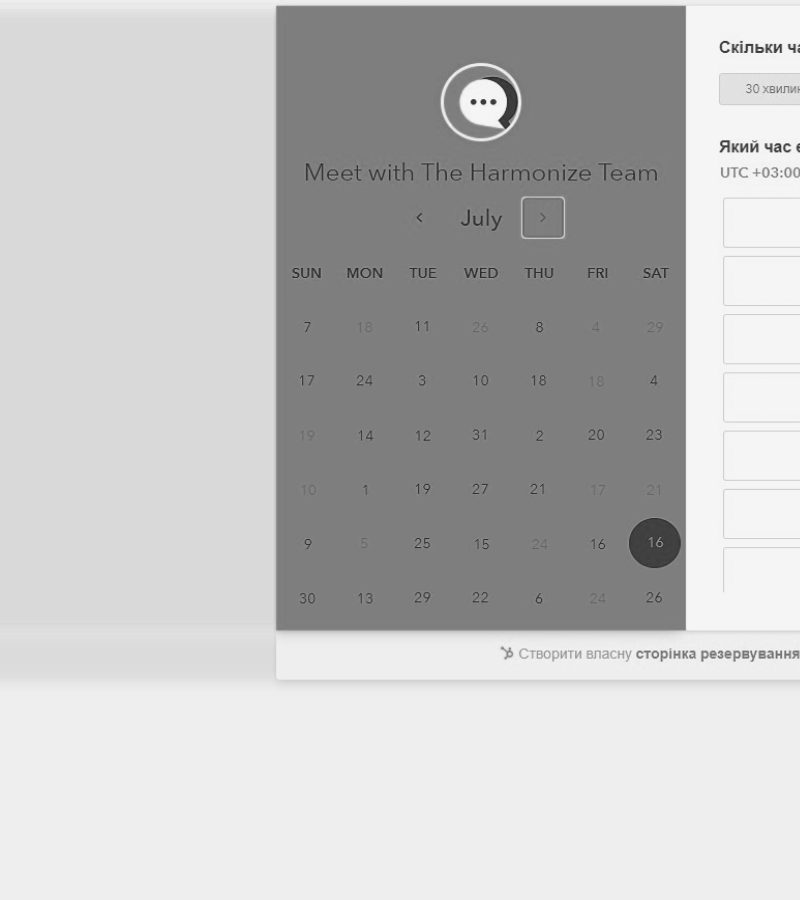 Скільки ча
30 хвилин
Meet with The Harmonize Team
July
Який час є
UTC +03:00
SUN MON TUE WED THU FRI SAT
7 18 11 26 8 4 29
17 24 3 10 18 18 4
19 14 12 31 2 20 23
10 1 19 27 21 17 21
9 5 25 15 24 16 16
30 13 29 22 6 24 26
Створити власну сторінка резервування